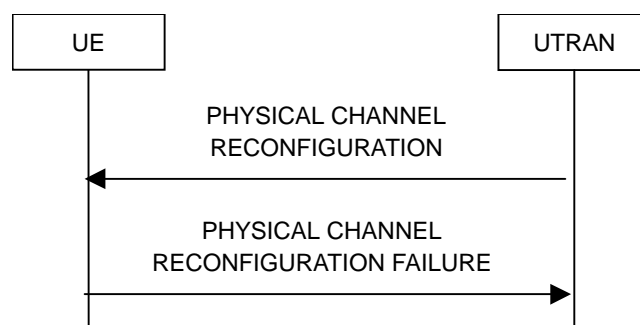 UE
UTRAN
PHYSICAL CHANNEL
RECONFIGURATION
PHYSICAL CHANNEL
RECONFIGURATION FAILURE